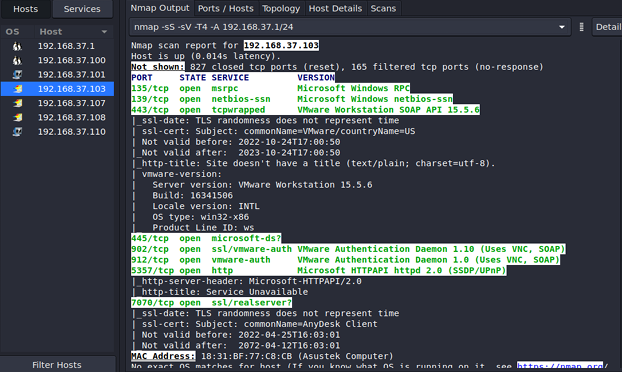 Hosts Services
OS Host
192.168.37.1
192.168.37.100
192.168.37.101
192.168.37.103
192.168.37.107
192.168.37.108
192.168.37.110
Filter Hosts
Nmap Output Ports / Hosts Topology Host Details Scans
nmap -sS -sV -T4 -A 192.168.37.1/24 Detail
Nmap scan report for 192.168.37.103
Host is up (0.014s latency).
Not shown: 827 closed tcp ports (reset), 165 filtered tcp ports (no-response)
PORT STATE SERVICE VERSION
135/tcp open msrpc Microsoft Windows RPC
139/tcp open netbios-ssn Microsoft Windows netbios-ssn
443/tcp open tcpwrapped VMware Workstation SOAP API 15.5.6
|_ssl-date: TLS randomness does not represent time
| ssl-cert: Subject: commonName=VMware/countryName=US
| Not valid before: 2022-10-24T17:00:50
|_Not valid after:  2023-10-24T17:00:50
|_http-title: Site doesn't have a title (text/plain; charset=utf-8).
| vmware-version:
|   Server version: VMware Workstation 15.5.6
|   Build: 16341506
|   Locale version: INTL
|   OS type: win32-x86
|_  Product Line ID: ws
445/tcp open microsoft-ds?
902/tcp open ssl/vmware-auth VMware Authentication Daemon 1.10 (Uses VNC, SOAP)
912/tcp open vmware-auth VMware Authentication Daemon 1.0 (Uses VNC, SOAP)
5357/tcp open http Microsoft HTTPAPI httpd 2.0 (SSDP/UPnP)
|_http-server-header: Microsoft-HTTPAPI/2.0
|_http-title: Service Unavailable
7070/tcp open ssl/realserver?
|_ssl-date: TLS randomness does not represent time
| ssl-cert: Subject: commonName=AnyDesk Client
| Not valid before: 2022-04-25T16:03:01
|_Not valid after:  2072-04-12T16:03:01
MAC Address: 18:31:BF:77:C8:CB (Asustek Computer)
No exact OS matches for host (If you know what OS is running on it, see https://nmap.org/